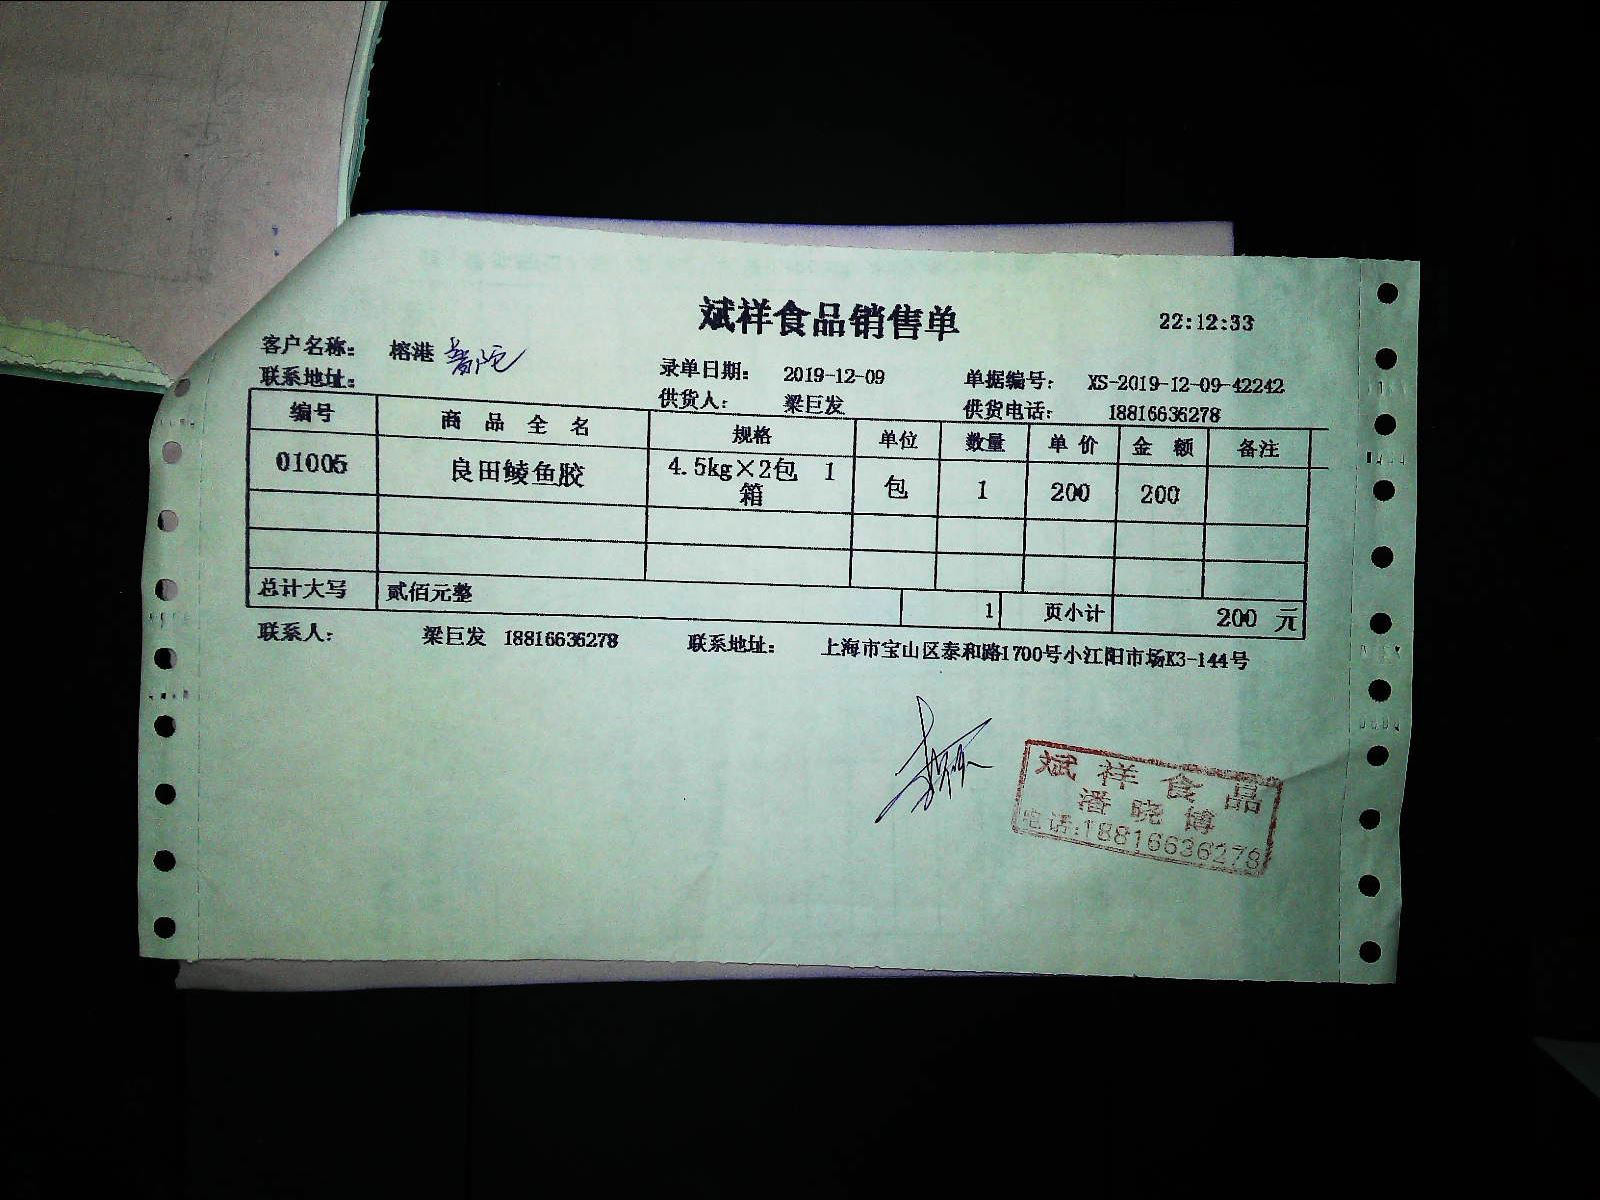 斌祥食品销售单 22:12:33
客户名称： 榕港 普陀 录单日期： 2019-12-09 单据编号： XS-2019-12-09-42242
联系地址： 供货人： 梁巨发 供货电话： 18816636278
编号 商品全名 规格 单位 数量 单价 金额 备注
01005 良田鲮鱼胶 4.5kg×2包 1箱 包 1 200 200
总计大写 贰佰元整 1 页小计 200 元
联系人： 梁巨发 18816636278 联系地址： 上海市宝山区泰和路1700号小江阳市场K3-144号
斌祥食品
潘晓博
电话:18816636278